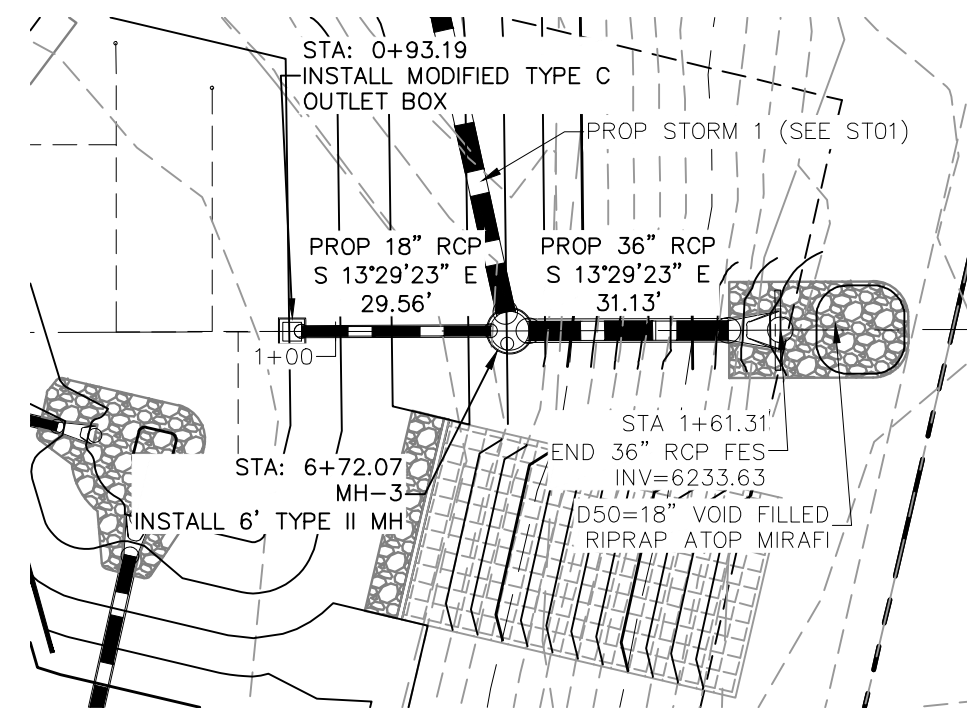 STA: 0+93.19
INSTALL MODIFIED TYPE C
OUTLET BOX
PROP STORM 1 (SEE ST01)
PROP 18" RCP
S 13°29'23" E
29.56'
PROP 36" RCP
S 13°29'23" E
31.13'
1+00
STA 1+61.31
END 36" RCP FES
INV=6233.63
STA: 6+72.07
MH-3
INSTALL 6' TYPE II MH
D50=18" VOID FILLED
RIPRAP ATOP MIRAFI